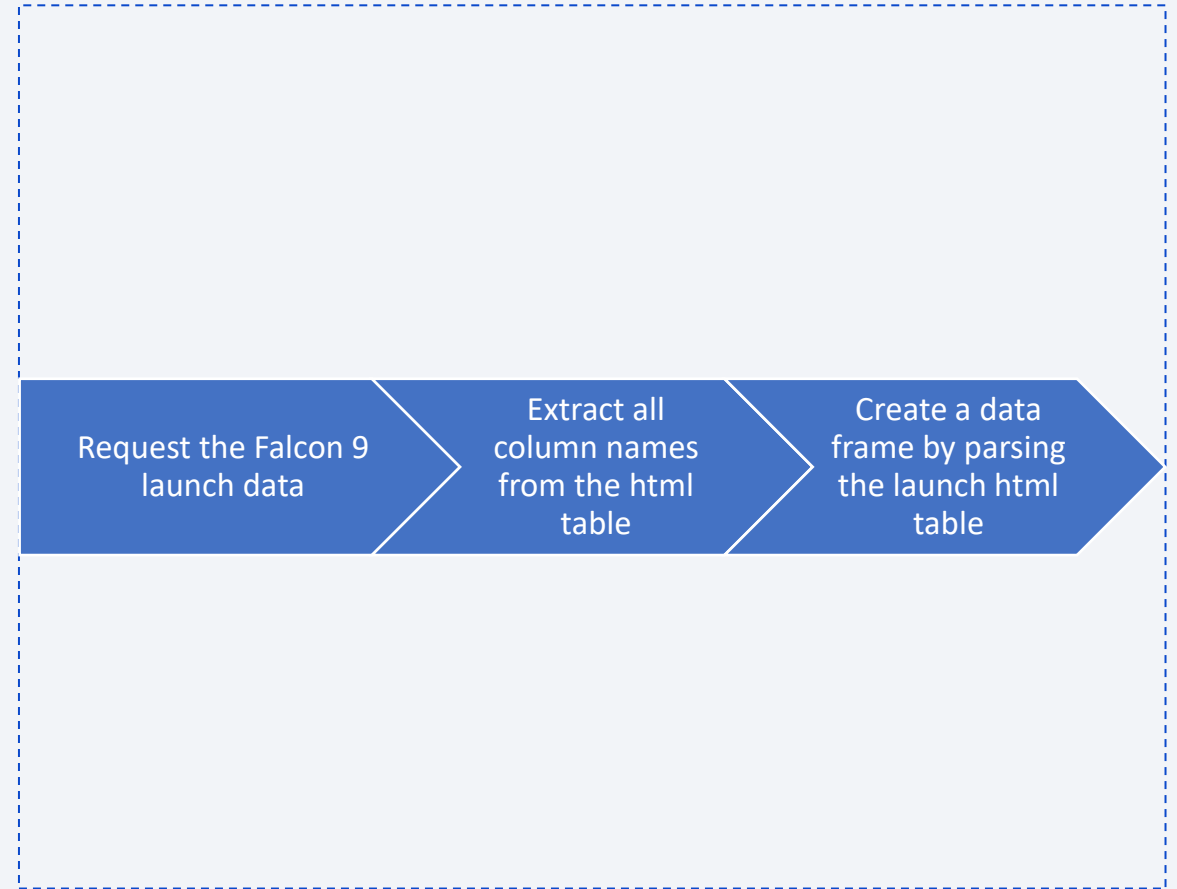 Request the Falcon 9
launch data
Extract all
column names
from the html
table
Create a data
frame by parsing
the launch html
table